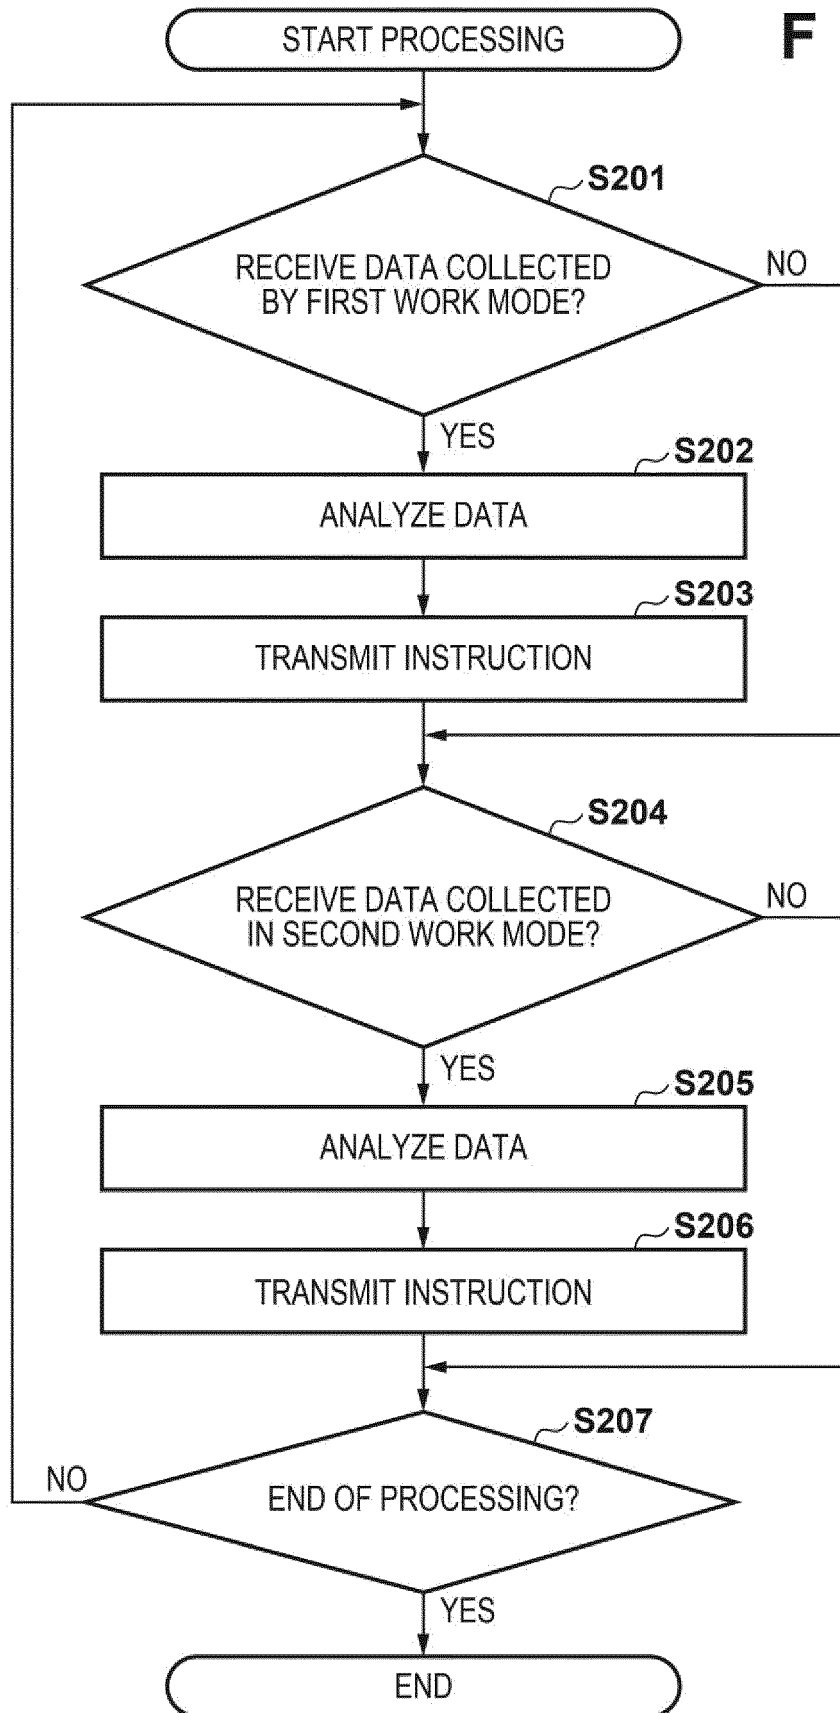 START PROCESSING
F
S201
RECEIVE DATA COLLECTED
BY FIRST WORK MODE?
NO
YES
S202
ANALYZE DATA
S203
TRANSMIT INSTRUCTION
S204
RECEIVE DATA COLLECTED
IN SECOND WORK MODE?
NO
YES
S205
ANALYZE DATA
S206
TRANSMIT INSTRUCTION
S207
NO
END OF PROCESSING?
YES
END